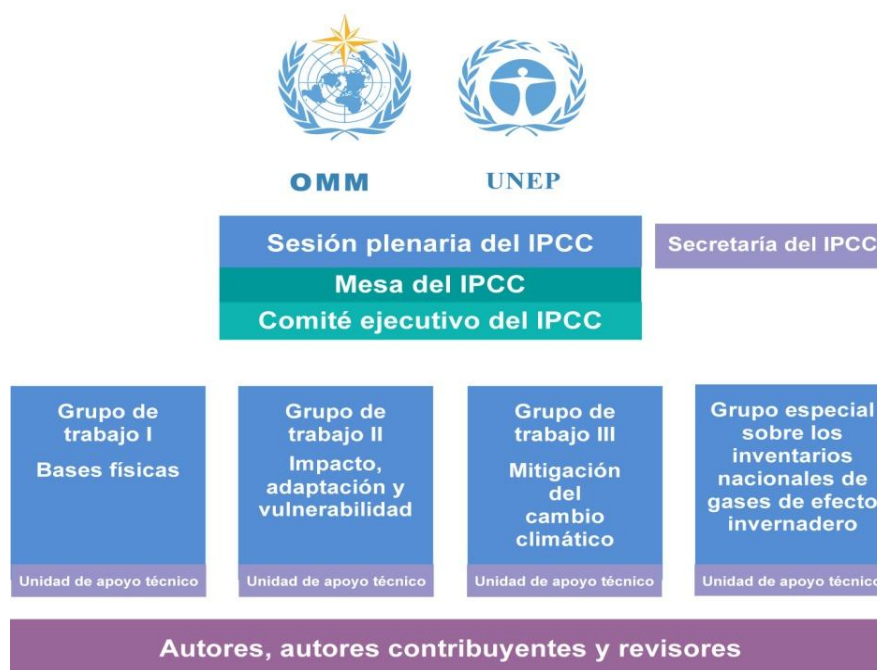 OMM
UNEP
Sesión plenaria del IPCC
Secretaría del IPCC
Mesa del IPCC
Comité ejecutivo del IPCC
Grupo de
trabajo I
Bases físicas
Unidad de apoyo técnico
Grupo de
trabajo II
Impacto,
adaptación y
vulnerabilidad
Unidad de apoyo técnico
Grupo de
trabajo III
Mitigación
del
cambio
climático
Unidad de apoyo técnico
Grupo especial
sobre los
inventarios
nacionales de
gases de efecto
invernadero
Unidad de apoyo técnico
Autores, autores contribuyentes y revisores